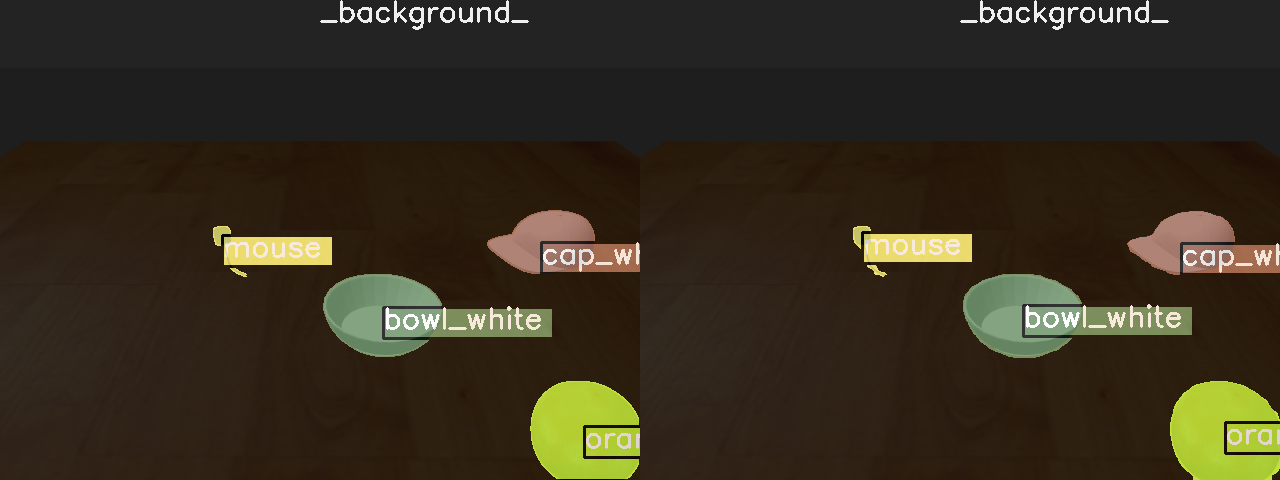 _background_
_background_
mouse
mouse
cap_wh
cap_wh
bowl_white
bowl_white
oran
oran